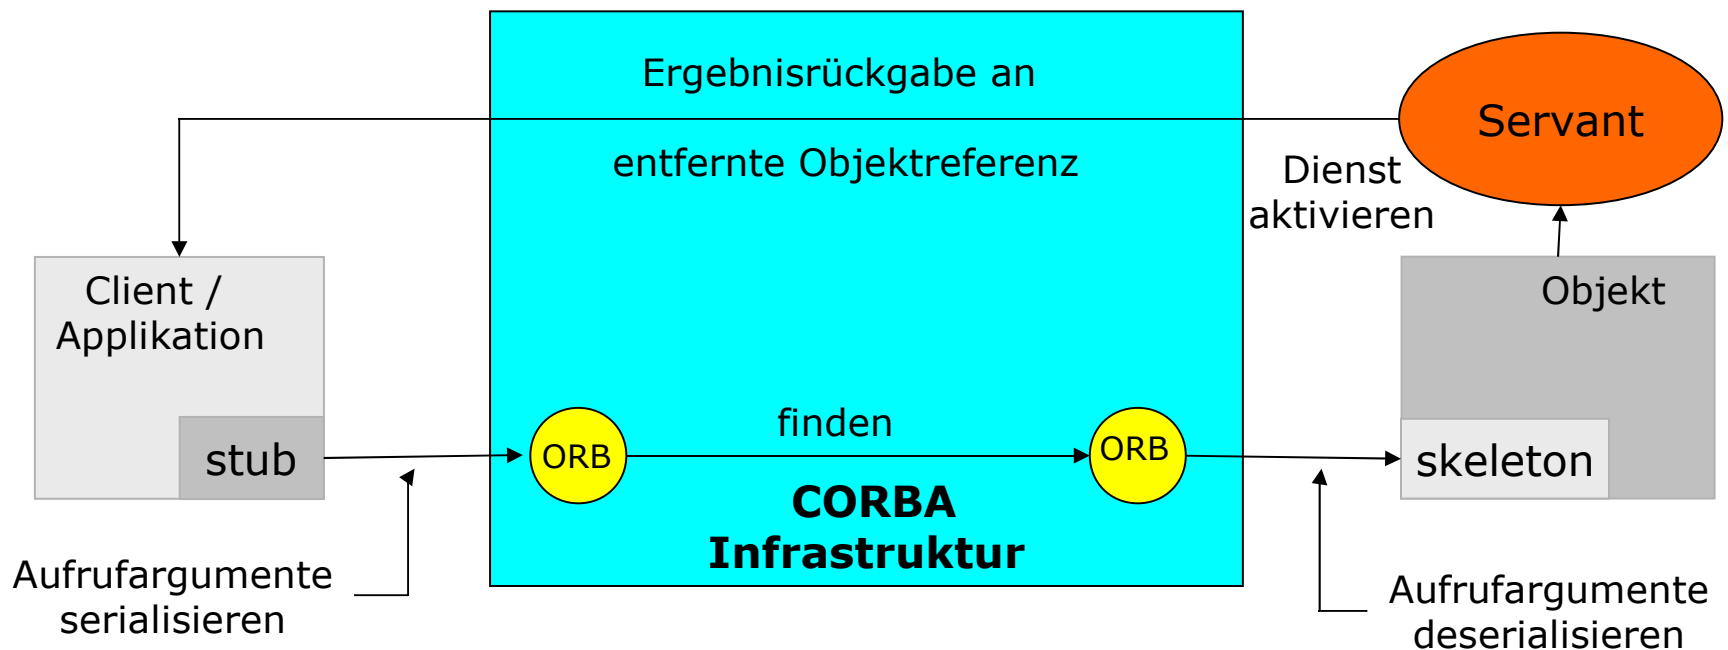 Ergebnisrückgabe an
entfernte Objektreferenz
Servant
Dienst
aktivieren
Client /
Applikation
stub
ORB
finden
ORB
CORBA
Infrastruktur
Objekt
skeleton
Aufrufargumente
serialisieren
Aufrufargumente
deserialisieren